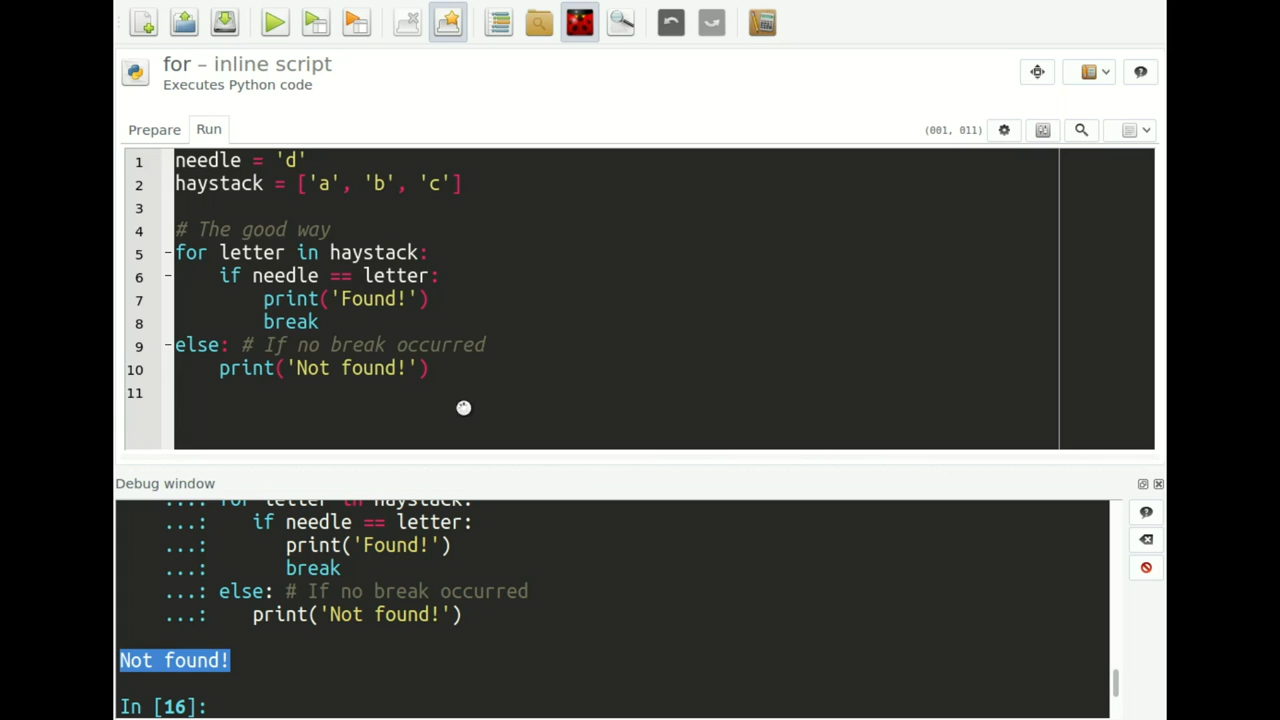 for – inline script
Executes Python code
Prepare Run (001, 011)
1 needle = 'd'
2 haystack = ['a', 'b', 'c']
3
4 # The good way
5 for letter in haystack:
6     if needle == letter:
7         print('Found!')
8         break
9 else: # If no break occurred
10     print('Not found!')
11
Debug window
...: for letter in haystack:
...:     if needle == letter:
...:         print('Found!')
...:         break
...: else: # If no break occurred
...:     print('Not found!')
Not found!
In [16]: